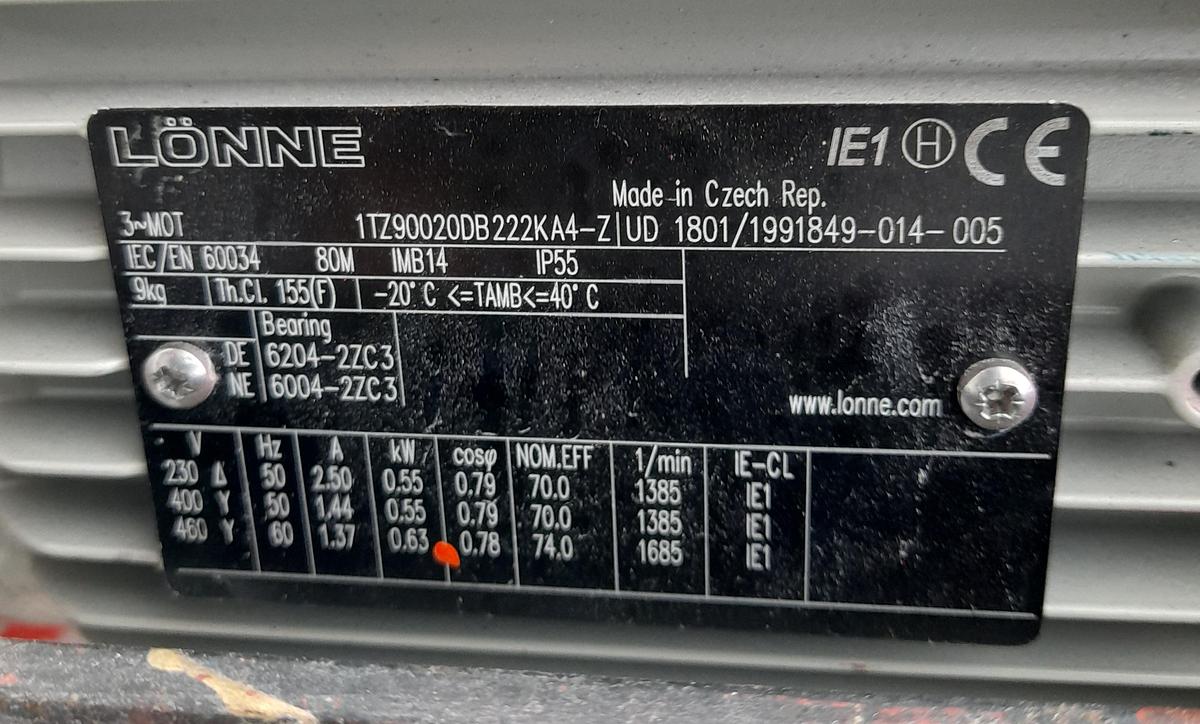 LÖNNE IE1 H CE
Made in Czech Rep.
3~MOT 1TZ90020DB222KA4-Z UD 1801/1991849-014-005
IEC/EN 60034 80M IMB14 IP55
9kg Th.Cl. 155(F) -20°C <=TAMB<=40°C
Bearing
DE 6204-2ZC3
NE 6004-2ZC3
www.lonne.com
V Hz A kW cosφ NOM.EFF 1/min IE-CL
230 Δ 50 2.50 0.55 0.79 70.0 1385 IE1
400 Y 50 1.44 0.55 0.79 70.0 1385 IE1
460 Y 60 1.37 0.63 0.78 74.0 1685 IE1